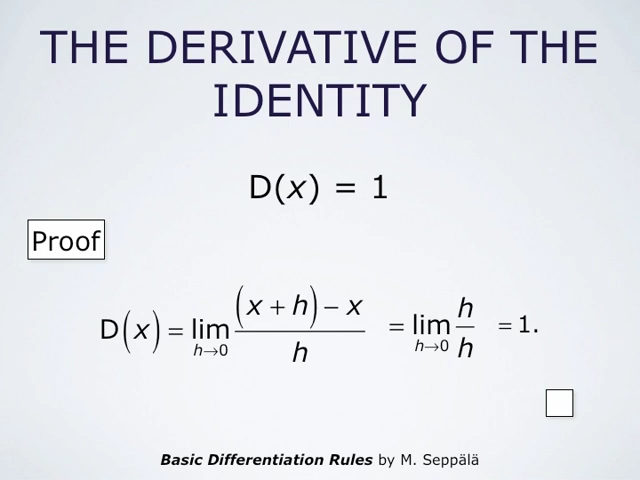 THE DERIVATIVE OF THE
IDENTITY
D(x) = 1
Proof
D(x) = lim_{h→0} ((x + h) − x)/h = lim_{h→0} h/h = 1.
Basic Differentiation Rules by M. Seppälä